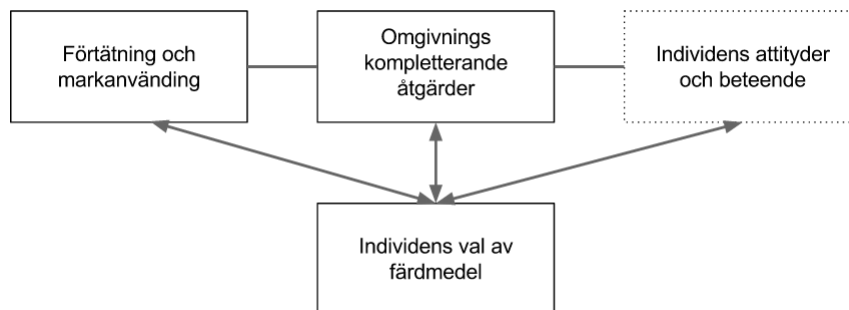 Förtätning och
markanvänding
Omgivnings
kompletterande
åtgärder
Individens attityder
och beteende
Individens val av
färdmedel